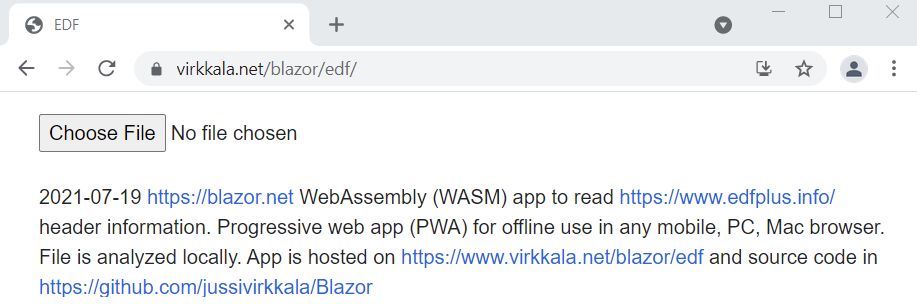 EDF
virkkala.net/blazor/edf/
Choose File No file chosen
2021-07-19 https://blazor.net WebAssembly (WASM) app to read https://www.edfplus.info/
header information. Progressive web app (PWA) for offline use in any mobile, PC, Mac browser.
File is analyzed locally. App is hosted on https://www.virkkala.net/blazor/edf and source code in
https://github.com/jussivirkkala/Blazor